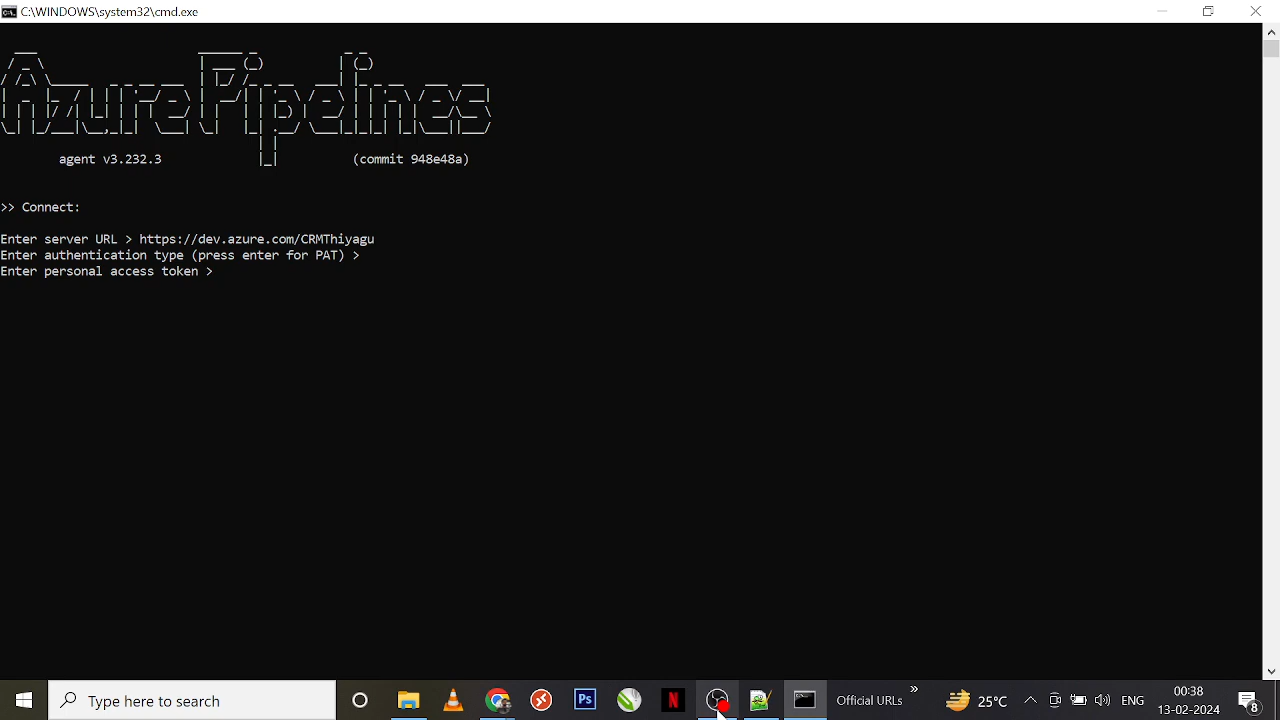 C:\WINDOWS\system32\cmd.exe
AzurePipelines
agent v3.232.3 (commit 948e48a)
>> Connect:
Enter server URL > https://dev.azure.com/CRMThiyagu
Enter authentication type (press enter for PAT) >
Enter personal access token >
Type here to search
Ps
N
Official URLs
»
25°C
ENG
00:38
13-02-2024
8